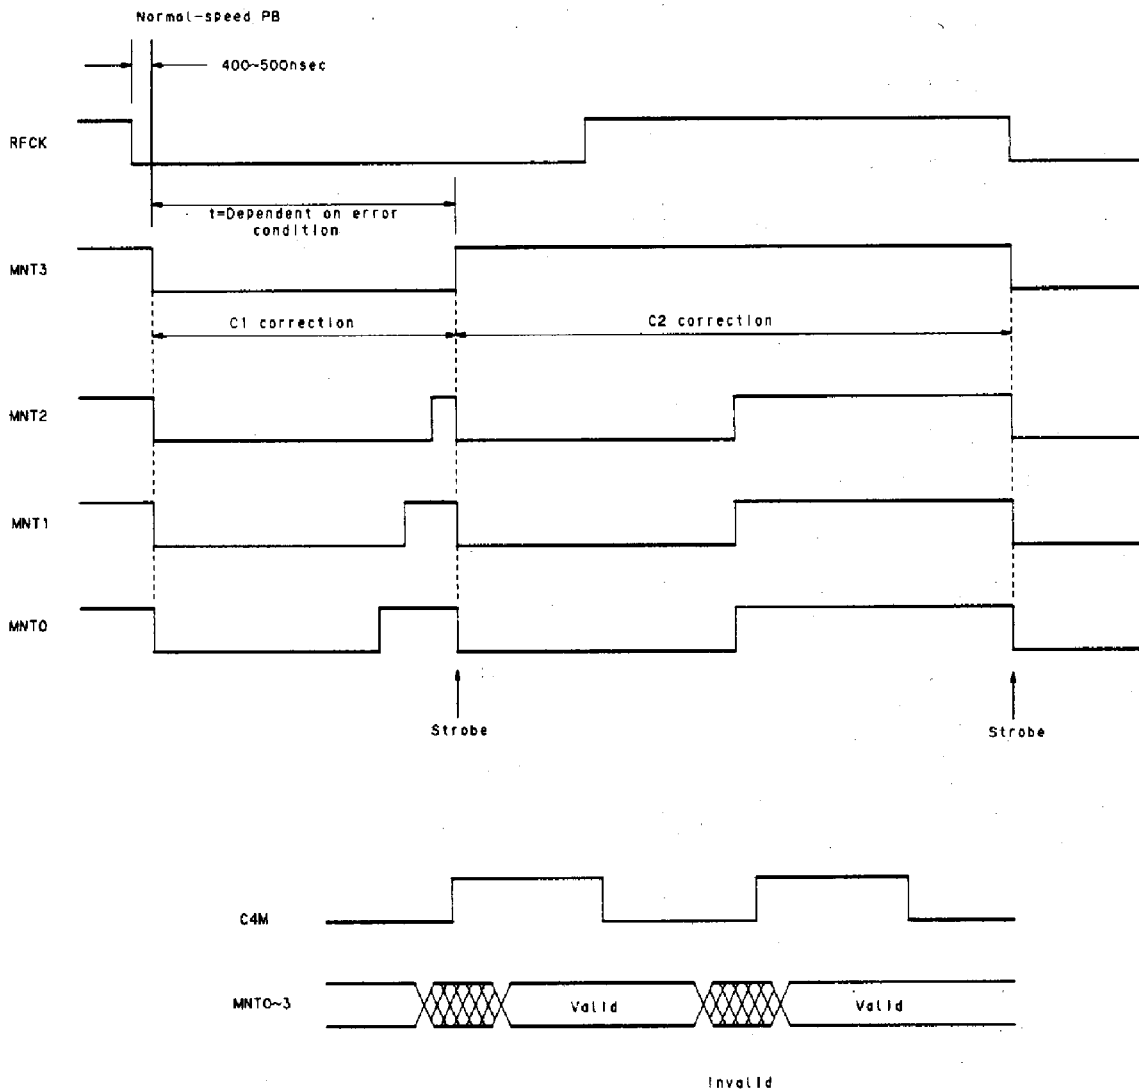 Normal-speed PB
400~500nsec
RFCK
t=Dependent on error
condition
MNT3
C1 correction
C2 correction
MNT2
MNT1
MNT0
Strobe
Strobe
C4M
MNT0~3
Valid
Valid
Invalid